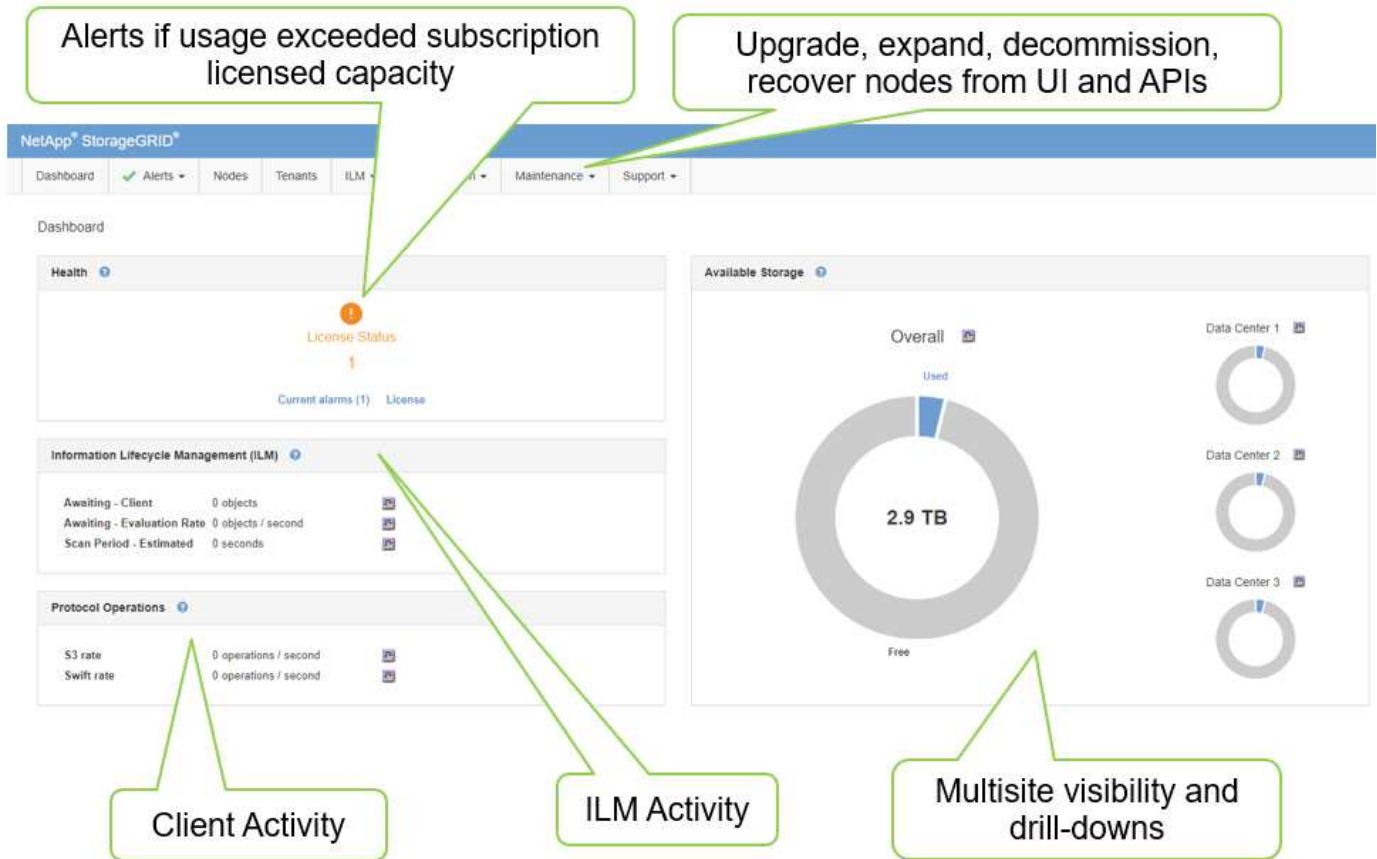 Alerts if usage exceeded subscription
licensed capacity
Upgrade, expand, decommission,
recover nodes from UI and APIs
NetApp® StorageGRID®
Dashboard Alerts Nodes Tenants ILM Maintenance Support
Dashboard
Health
License Status
1
Current alarms (1) License
Information Lifecycle Management (ILM)
Awaiting - Client 0 objects
Awaiting - Evaluation Rate 0 objects / second
Scan Period - Estimated 0 seconds
Protocol Operations
S3 rate 0 operations / second
Swift rate 0 operations / second
Available Storage
Overall
Used
2.9 TB
Free
Data Center 1
Data Center 2
Data Center 3
Client Activity
ILM Activity
Multisite visibility and
drill-downs